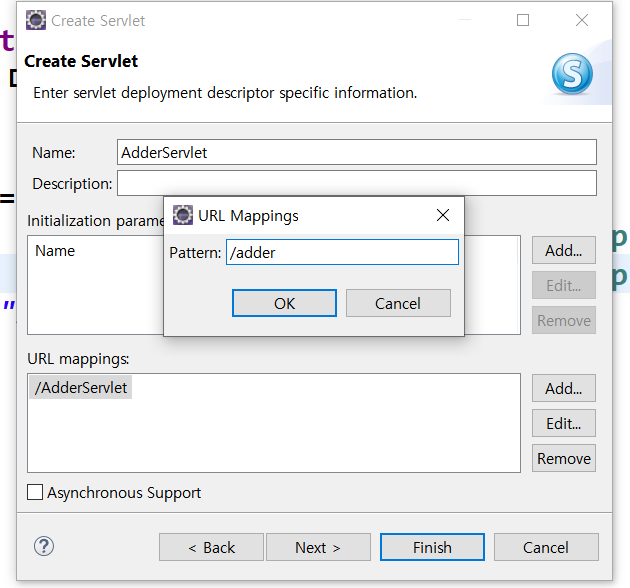 Create Servlet
Create Servlet
Enter servlet deployment descriptor specific information.
Name: AdderServlet
Description:
Initialization parame
Name
Add...
Edit...
Remove
URL Mappings
Pattern: /adder
OK Cancel
URL mappings:
/AdderServlet
Add...
Edit...
Remove
Asynchronous Support
? < Back Next > Finish Cancel